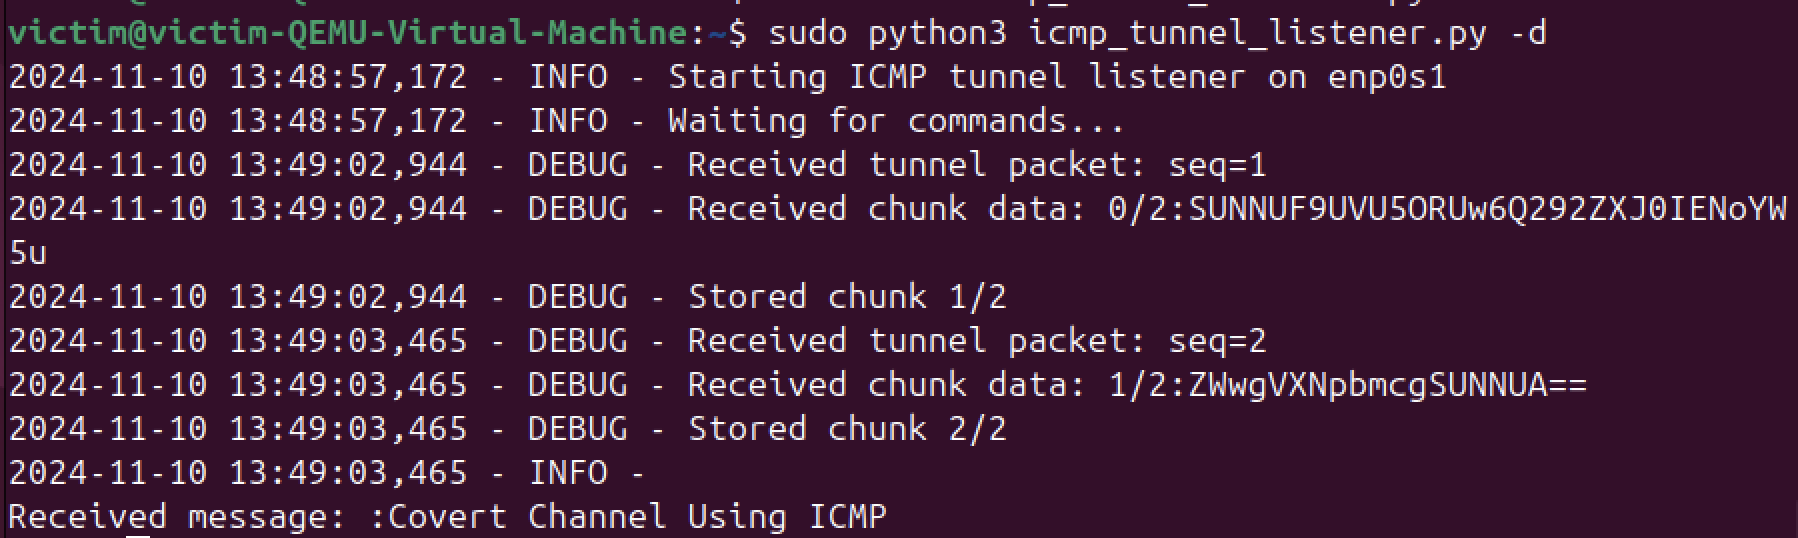 victim@victim-QEMU-Virtual-Machine:~$ sudo python3 icmp_tunnel_listener.py -d
2024-11-10 13:48:57,172 - INFO - Starting ICMP tunnel listener on enp0s1
2024-11-10 13:48:57,172 - INFO - Waiting for commands...
2024-11-10 13:49:02,944 - DEBUG - Received tunnel packet: seq=1
2024-11-10 13:49:02,944 - DEBUG - Received chunk data: 0/2:SUNNUF9UVU5ORUw6Q292ZXJ0IENoYW
5u
2024-11-10 13:49:02,944 - DEBUG - Stored chunk 1/2
2024-11-10 13:49:03,465 - DEBUG - Received tunnel packet: seq=2
2024-11-10 13:49:03,465 - DEBUG - Received chunk data: 1/2:ZWwgVXNpbmcgSUNNUA==
2024-11-10 13:49:03,465 - DEBUG - Stored chunk 2/2
2024-11-10 13:49:03,465 - INFO -
Received message: :Covert Channel Using ICMP